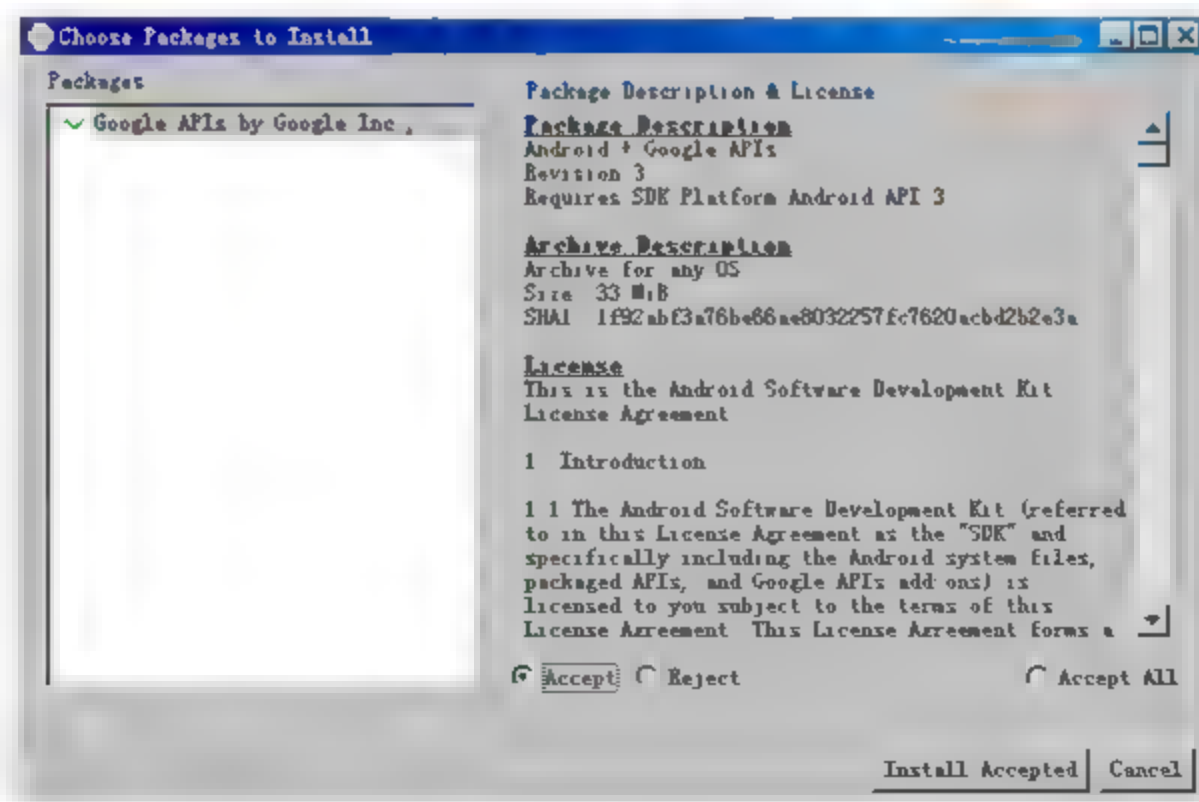 Choose Packages to Install
Packages
Google APIs by Google Inc.,
Package Description & License
Package Description
Android + Google APIs
Revision 3
Requires SDK Platform Android API 3
Archive Description
Archive for any OS
Size 33 MiB
SHA1 1f92abf3a76be66ae8032257fc7620acbd2b2e3a
License
This is the Android Software Development Kit
License Agreement
1 Introduction
1 1 The Android Software Development Kit (referred
to in this License Agreement as the "SDK" and
specifically including the Android system files,
packaged APIs, and Google APIs add ons) is
licensed to you subject to the terms of this
License Agreement This License Agreement forms a
Accept Reject Accept All
Install Accepted Cancel